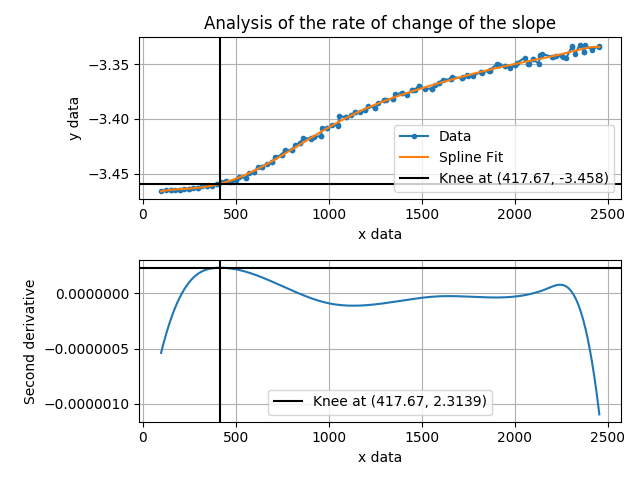 Analysis of the rate of change of the slope
y data
−3.35
−3.40
−3.45
Data
Spline Fit
Knee at (417.67, -3.458)
0 500 1000 1500 2000 2500
x data
Second derivative
0.0000000
−0.0000005
−0.0000010
Knee at (417.67, 2.3139)
0 500 1000 1500 2000 2500
x data